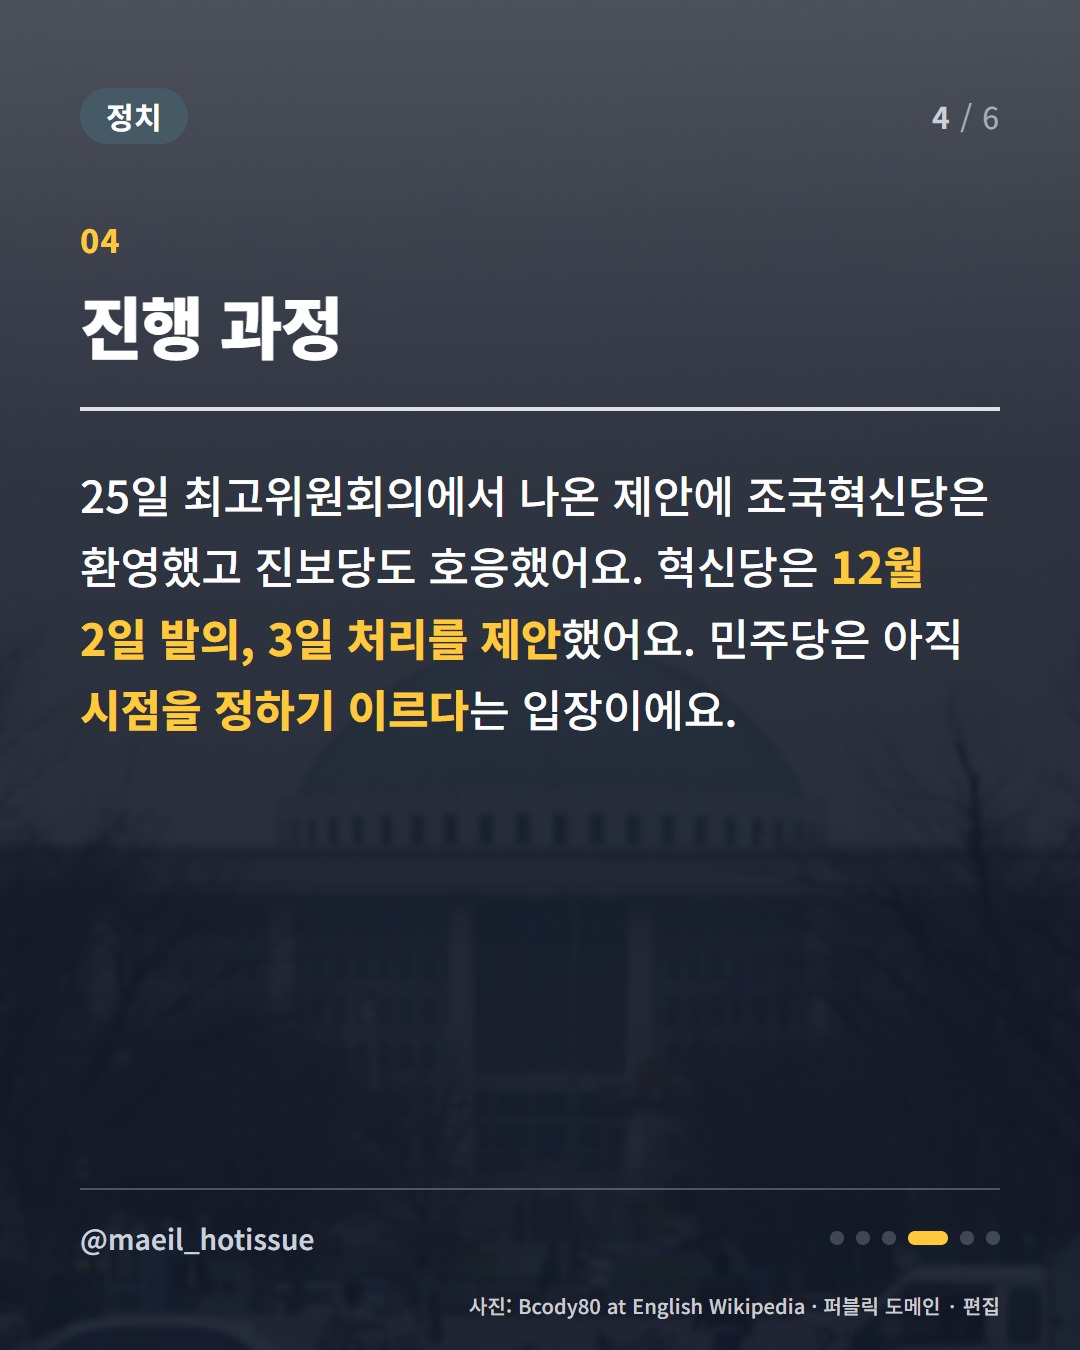 정치
4 / 6
04
진행 과정
25일 최고위원회의에서 나온 제안에 조국혁신당은
환영했고 진보당도 호응했어요. 혁신당은 12월
2일 발의, 3일 처리를 제안했어요. 민주당은 아직
시점을 정하기 이르다는 입장이에요.
@maeil_hotissue
사진: Bcody80 at English Wikipedia · 퍼블릭 도메인 · 편집